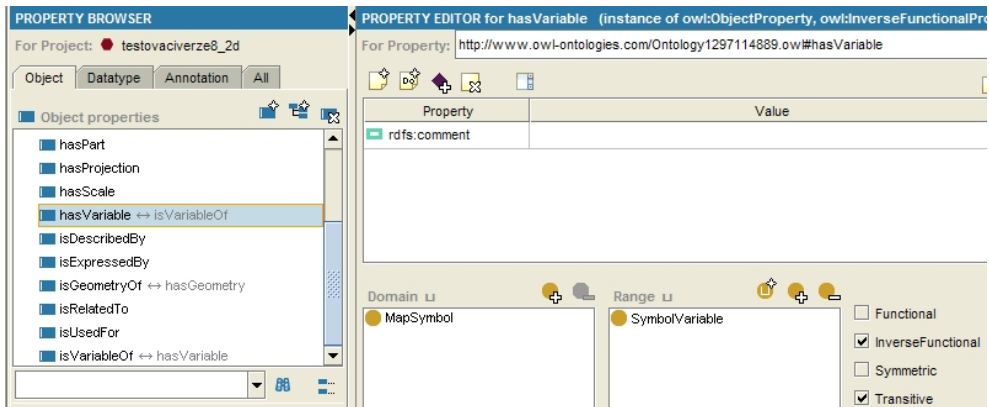 PROPERTY BROWSER
For Project: testovaciverze8_2d
Object Datatype Annotation All
Object properties
hasPart
hasProjection
hasScale
hasVariable ↔ isVariableOf
isDescribedBy
isExpressedBy
isGeometryOf ↔ hasGeometry
isRelatedTo
isUsedFor
isVariableOf ↔ hasVariable
PROPERTY EDITOR for hasVariable (instance of owl:ObjectProperty, owl:InverseFunctionalPro
For Property: http://www.owl-ontologies.com/Ontology1297114889.owl#hasVariable
Property Value
rdfs:comment
Domain ⊔
MapSymbol
Range ⊔
SymbolVariable
Functional
InverseFunctional
Symmetric
Transitive